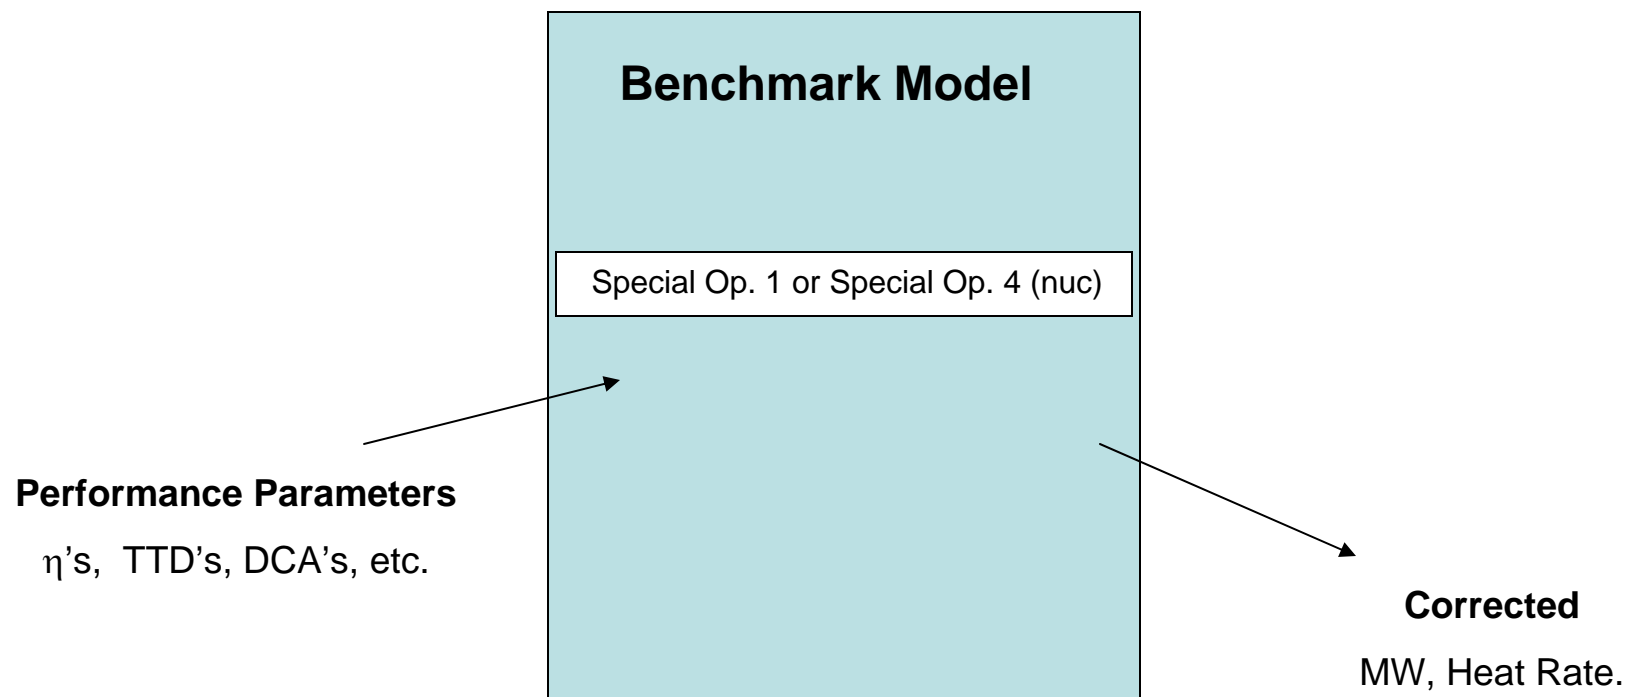 Benchmark Model
Special Op. 1 or Special Op. 4 (nuc)
Performance Parameters
η’s, TTD’s, DCA’s, etc.
Corrected
MW, Heat Rate.